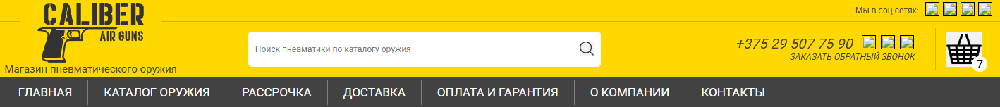 CALIBER
AIR GUNS
Магазин пневматического оружия
Поиск пневматики по каталогу оружия
Мы в соц сетях:
+375 29 507 75 90
ЗАКАЗАТЬ ОБРАТНЫЙ ЗВОНОК
7
ГЛАВНАЯ КАТАЛОГ ОРУЖИЯ РАССРОЧКА ДОСТАВКА ОПЛАТА И ГАРАНТИЯ О КОМПАНИИ КОНТАКТЫ